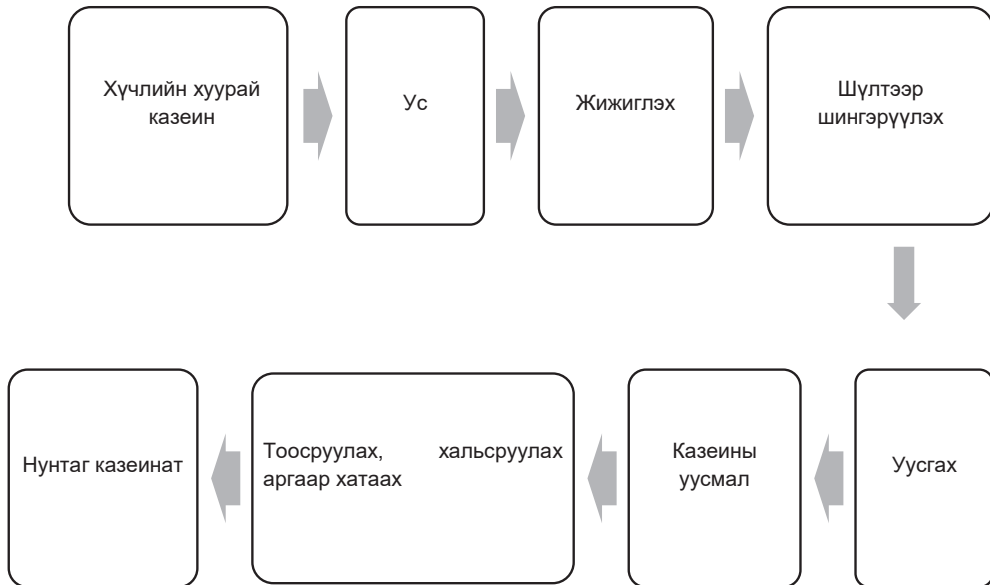 Хүчлийн хуурай
казеин
Ус
Жижиглэх
Шүлтээр
шингэрүүлэх
Уусгах
Казеины
уусмал
Тоосруулах, хальсруулах
аргаар хатаах
Нунтаг казеинат